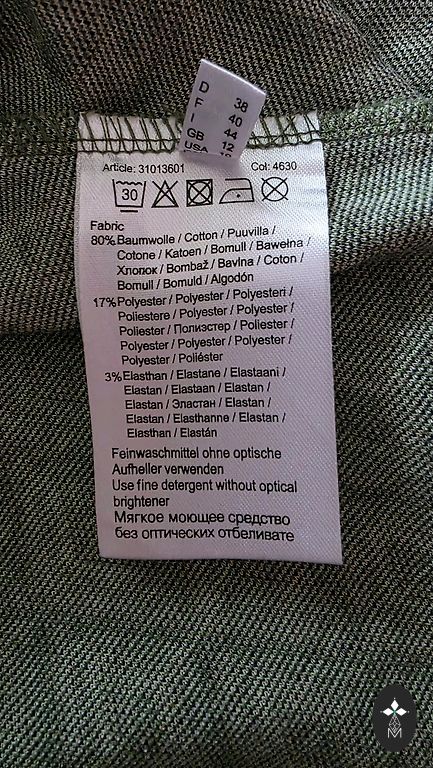 D 38
F 40
I 44
GB 12
USA
Article: 31013601 Col: 4630
30
Fabric
80% Baumwolle / Cotton / Puuvilla /
Cotone / Katoen / Bomull / Bawełna /
Хлопок / Bombaž / Bavlna / Coton /
Bomull / Bomuld / Algodón
17% Polyester / Polyester / Polyesteri /
Poliestere / Polyester / Polyester /
Poliester / Полиэстер / Poliester /
Polyester / Polyester / Polyester /
Polyester / Poliéster
3% Elasthan / Elastane / Elastaani /
Elastan / Elastaan / Elastan /
Elastan / Эластан / Elastan /
Elastan / Elasthanne / Elastan /
Elasthan / Elastán
Feinwaschmittel ohne optische
Aufheller verwenden
Use fine detergent without optical
brightener
Мягкое моющее средство
без оптических отбеливате
M